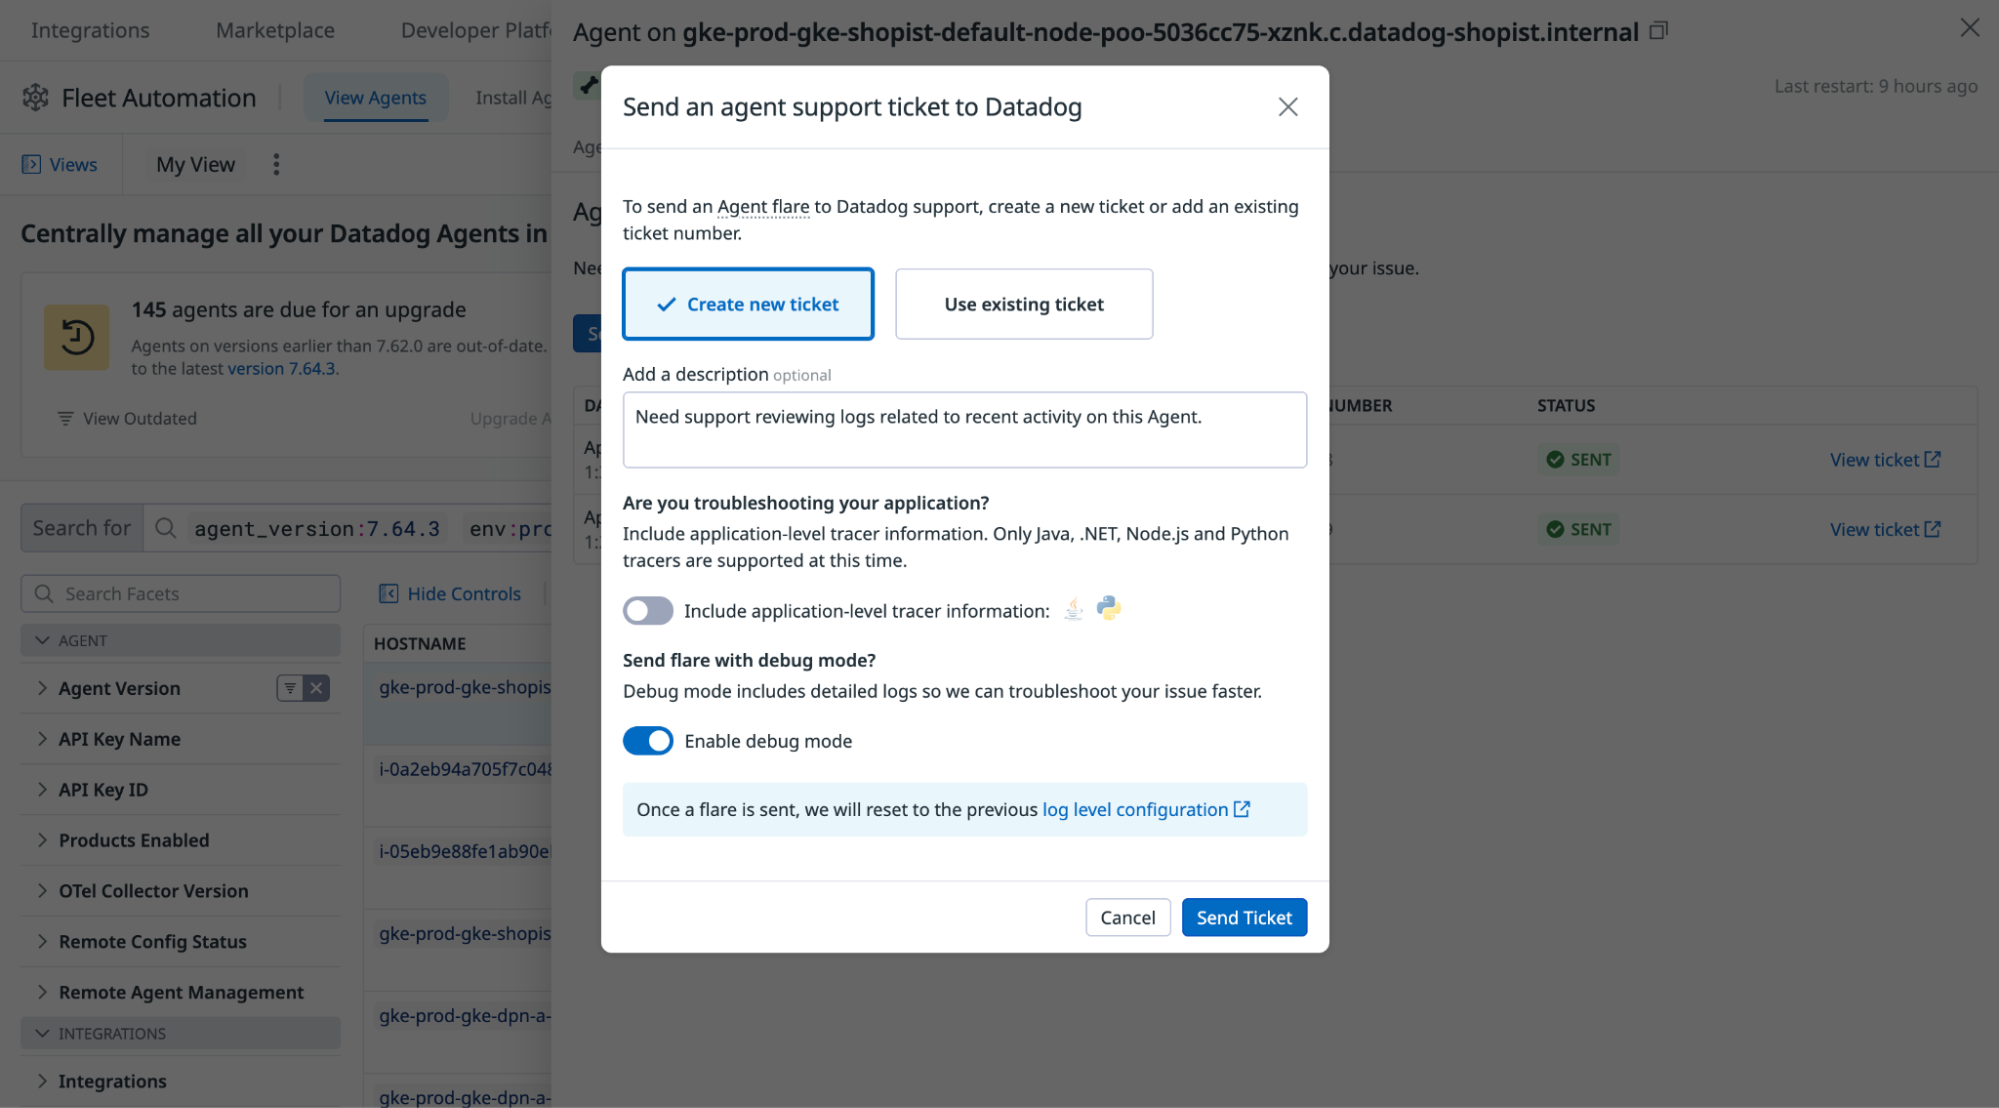 Integrations Marketplace Developer Platf
Agent on gke-prod-gke-shopist-default-node-poo-5036cc75-xznk.c.datadog-shopist.internal
Last restart: 9 hours ago
Fleet Automation View Agents Install Ag
Views My View
Centrally manage all your Datadog Agents in
145 agents are due for an upgrade
Agents on versions earlier than 7.62.0 are out-of-date.
to the latest version 7.64.3.
View Outdated Upgrade A
Search for agent_version:7.64.3 env:pro
Search Facets
Hide Controls
AGENT
HOSTNAME
Agent Version
gke-prod-gke-shopis
API Key Name
i-0a2eb94a705f7c048
API Key ID
Products Enabled
i-05eb9e88fe1ab90e
OTel Collector Version
Remote Config Status
gke-prod-gke-shopis
Remote Agent Management
gke-prod-gke-dpn-a-
INTEGRATIONS
Integrations
gke-prod-gke-dpn-a-
Age
Ag
Nee your issue.
Se
DA NUMBER STATUS
Ap 3 SENT View ticket
1:
Ap 9 SENT View ticket
1:
Send an agent support ticket to Datadog
To send an Agent flare to Datadog support, create a new ticket or add an existing
ticket number.
Create new ticket Use existing ticket
Add a description optional
Need support reviewing logs related to recent activity on this Agent.
Are you troubleshooting your application?
Include application-level tracer information. Only Java, .NET, Node.js and Python
tracers are supported at this time.
Include application-level tracer information:
Send flare with debug mode?
Debug mode includes detailed logs so we can troubleshoot your issue faster.
Enable debug mode
Once a flare is sent, we will reset to the previous log level configuration
Cancel Send Ticket